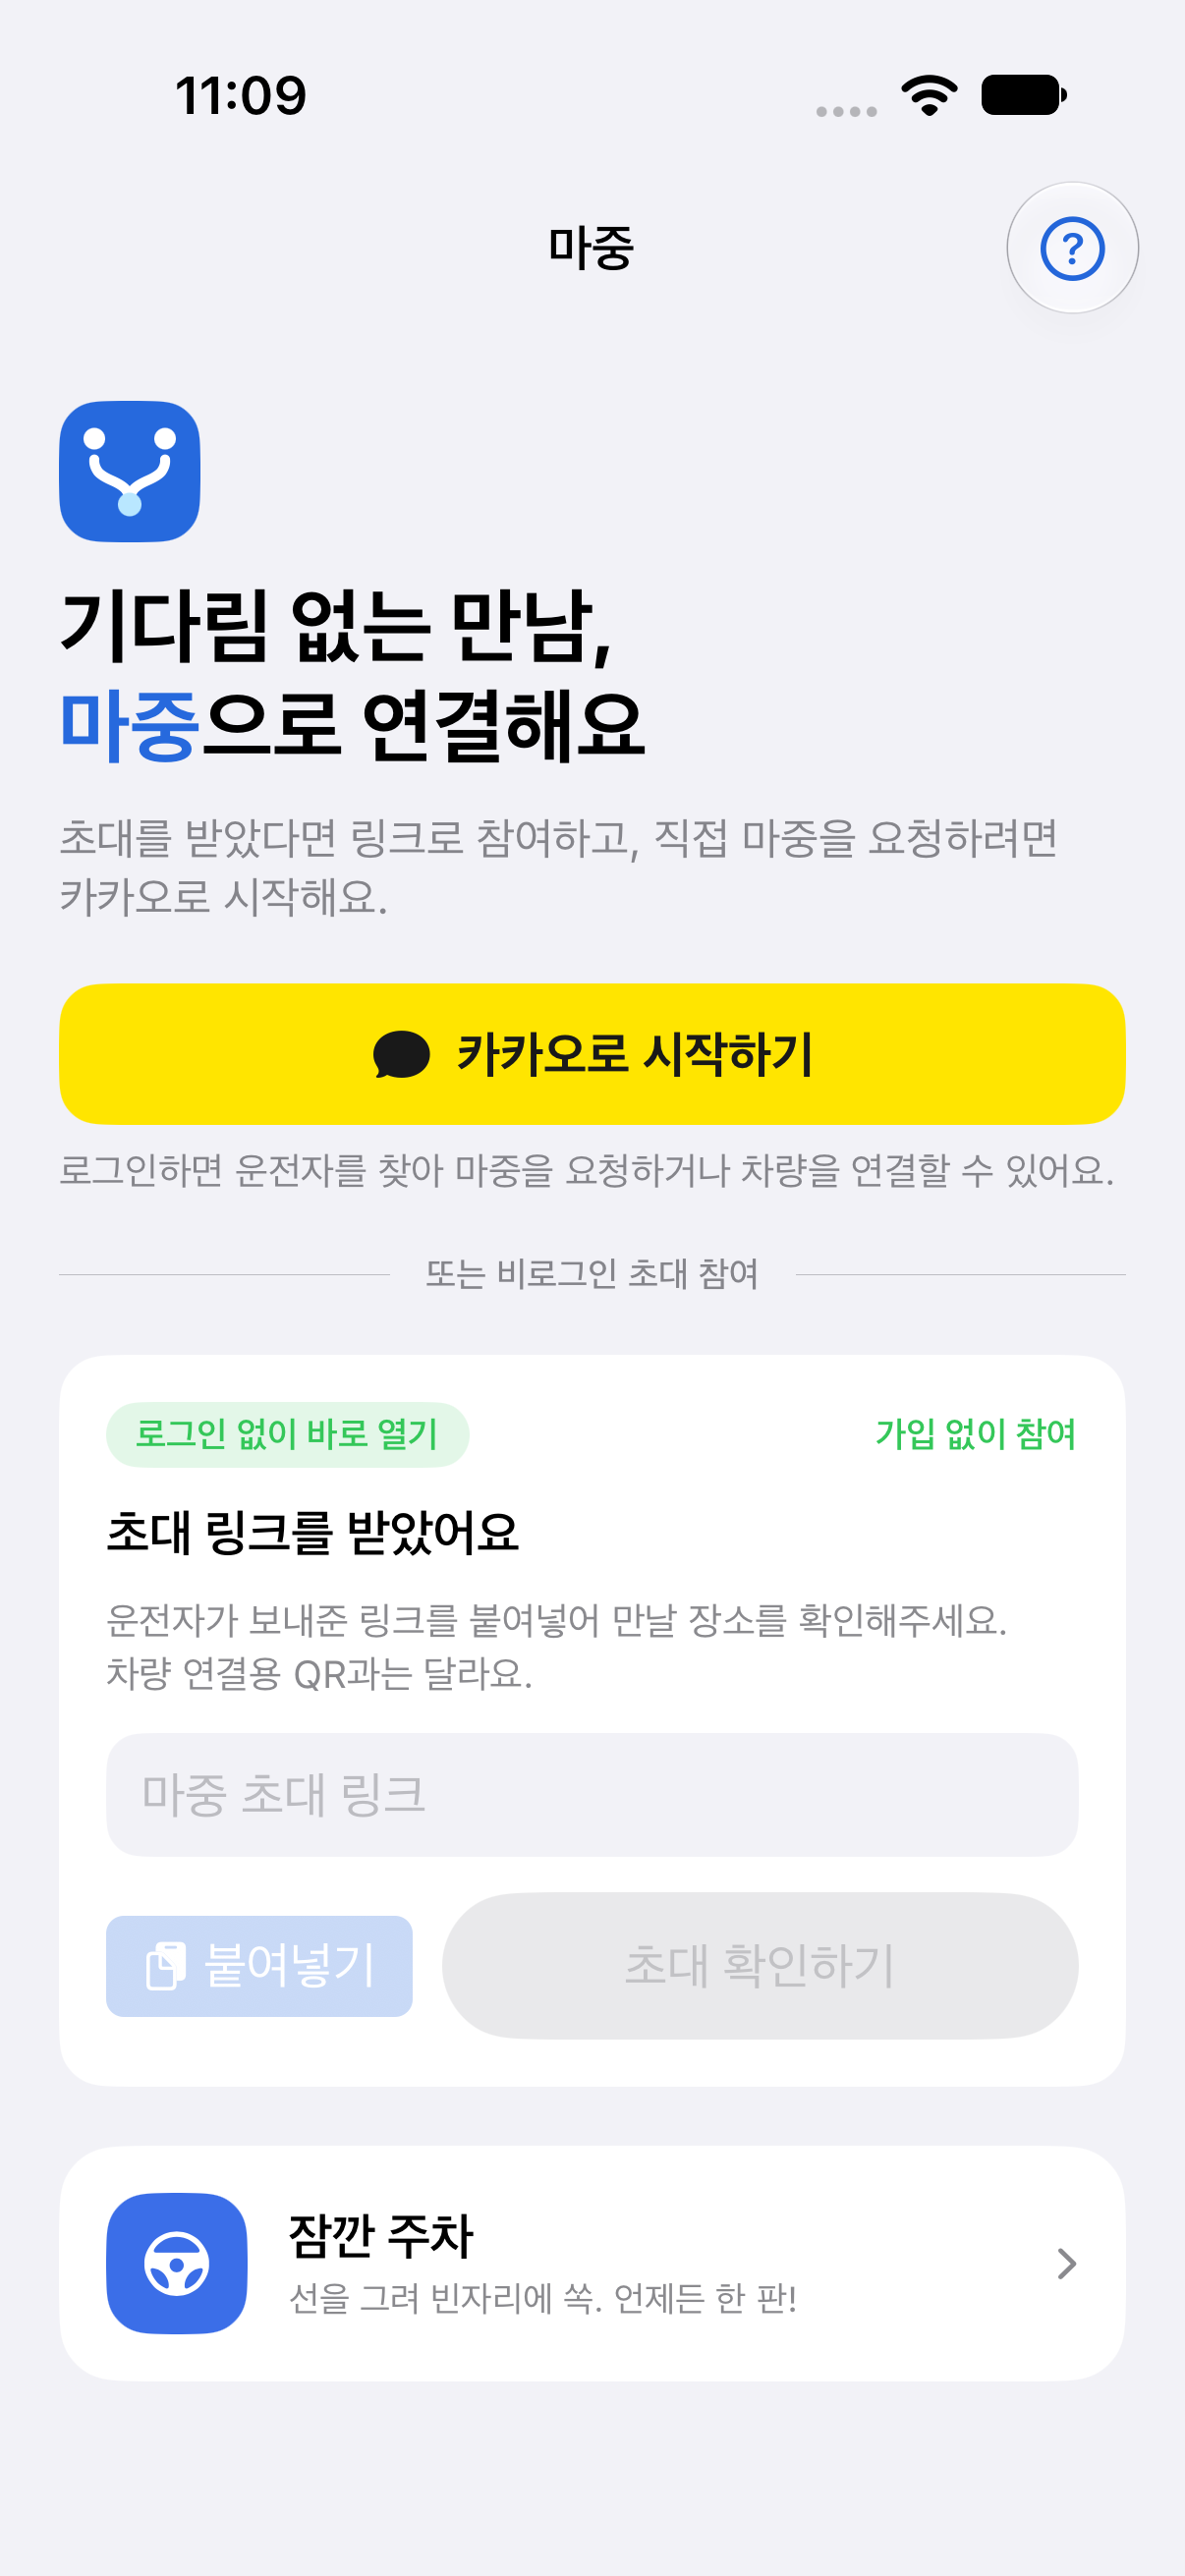 11:09
마중
?
기다림 없는 만남,
마중으로 연결해요
초대를 받았다면 링크로 참여하고, 직접 마중을 요청하려면
카카오로 시작해요.
카카오로 시작하기
로그인하면 운전자를 찾아 마중을 요청하거나 차량을 연결할 수 있어요.
또는 비로그인 초대 참여
로그인 없이 바로 열기
가입 없이 참여
초대 링크를 받았어요
운전자가 보내준 링크를 붙여넣어 만날 장소를 확인해주세요.
차량 연결용 QR과는 달라요.
마중 초대 링크
붙여넣기
초대 확인하기
잠깐 주차
선을 그려 빈자리에 쏙. 언제든 한 판!